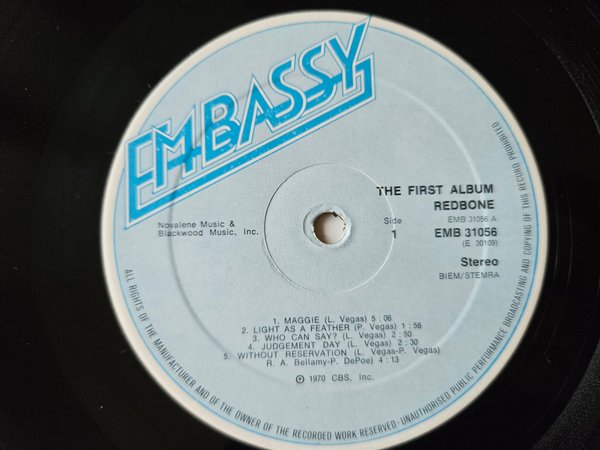 EMBASSY
THE FIRST ALBUM
REDBONE
Novalene Music &
Blackwood Music, Inc.
Side
1
EMB 31056 A
EMB 31056
(E 30109)
Stereo
BIEM/STEMRA
1. MAGGIE (L. Vegas) 5 : 06
2. LIGHT AS A FEATHER (P. Vegas) 1 : 56
3. WHO CAN SAY? (L. Vegas) 2 : 50
4. JUDGEMENT DAY (L. Vegas) 2 : 30
5. WITHOUT RESERVATION (L. Vegas-P. Vegas)
R. A. Bellamy-P. DePoe) 4 : 13
℗ 1970 CBS, Inc.
ALL RIGHTS OF THE MANUFACTURER AND OF THE OWNER OF THE RECORDED WORK RESERVED · UNAUTHORISED PUBLIC PERFORMANCE BROADCASTING AND COPYING OF THIS RECORD PROHIBITED